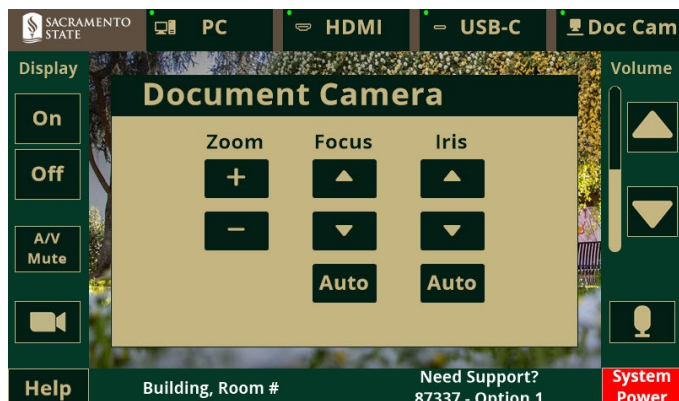 SACRAMENTO
STATE
PC
HDMI
USB-C
Doc Cam
Display
On
Off
A/V
Mute
Document Camera
Zoom
Focus
Iris
+
−
Auto
Auto
Volume
Help
Building, Room #
Need Support?
87337 - Option 1
System
Power